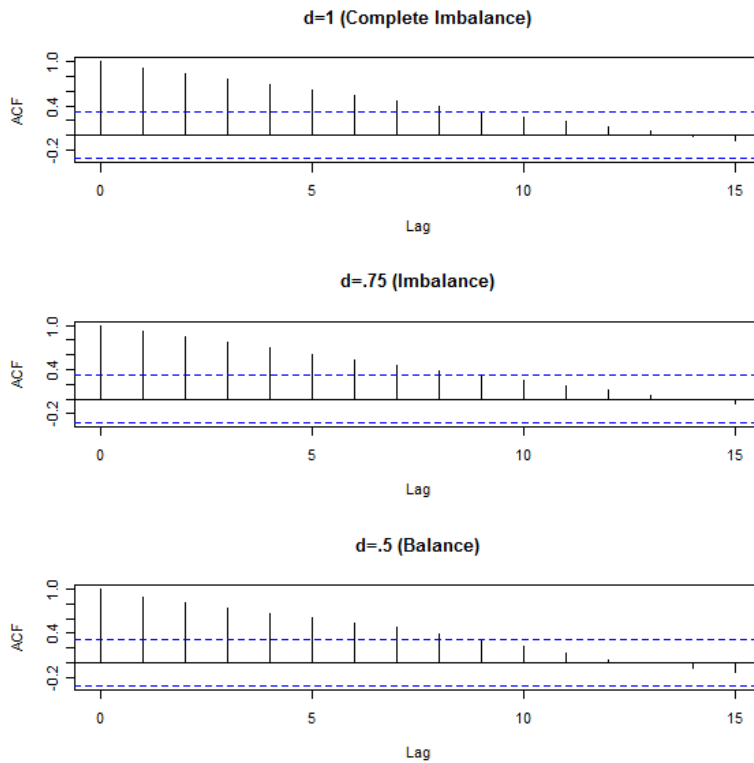 d=1 (Complete Imbalance)
ACF
1.0
0.4
-0.2
0 5 10 15
Lag
d=.75 (Imbalance)
ACF
1.0
0.4
-0.2
0 5 10 15
Lag
d=.5 (Balance)
ACF
1.0
0.4
-0.2
0 5 10 15
Lag